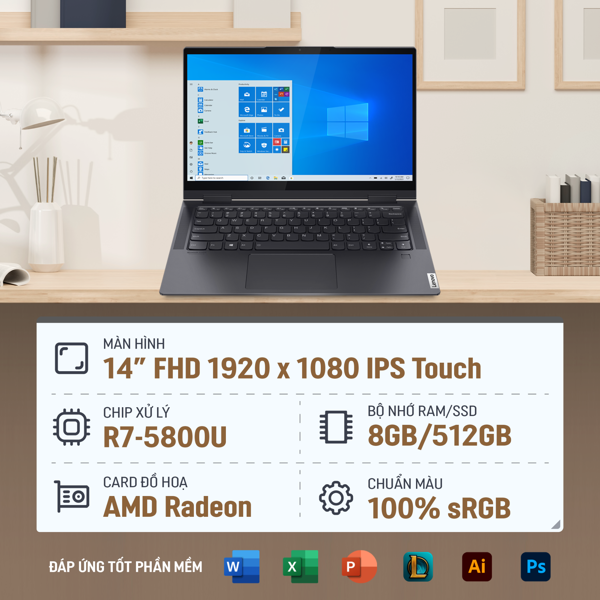 Lenovo
MÀN HÌNH
14” FHD 1920 x 1080 IPS Touch
CHIP XỬ LÝ
R7-5800U
BỘ NHỚ RAM/SSD
8GB/512GB
CARD ĐỒ HOẠ
AMD Radeon
CHUẨN MÀU
100% sRGB
ĐÁP ỨNG TỐT PHẦN MỀM
W
X
P
L
Ai
Ps